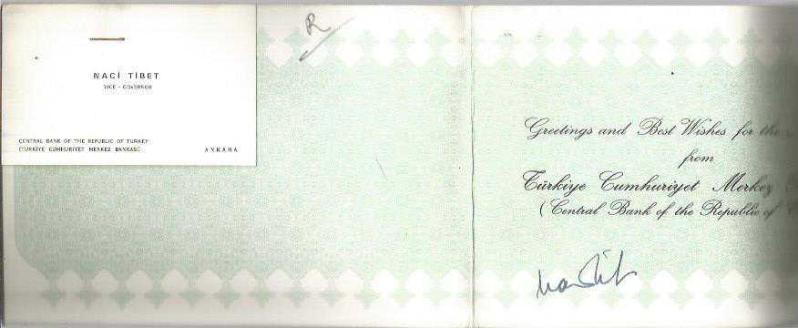 R
NACİ TİBET
VICE - GOVERNOR
CENTRAL BANK OF THE REPUBLIC OF TURKEY
(TÜRKİYE CUMHURİYET MERKEZ BANKASI)
ANKARA
Greetings and Best Wishes for the
from
Türkiye Cumhuriyet Merkez
(Central Bank of the Republic of